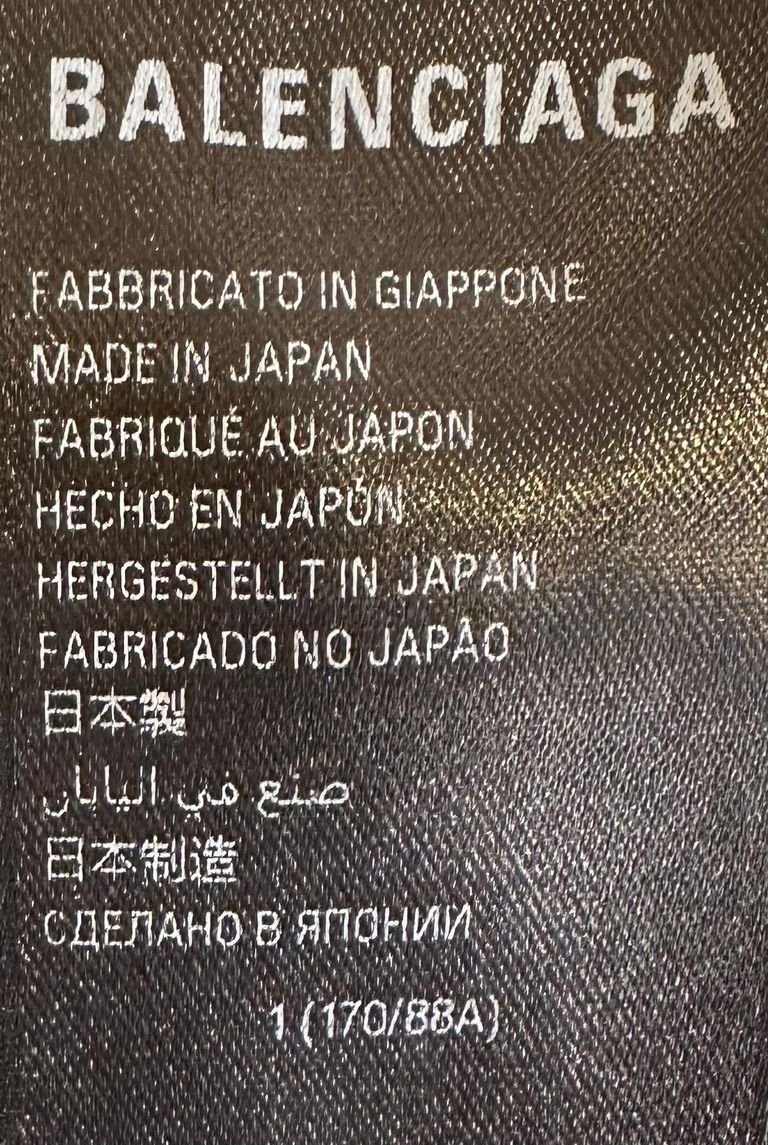 BALENCIAGA
FABBRICATO IN GIAPPONE
MADE IN JAPAN
FABRIQUÉ AU JAPON
HECHO EN JAPÓN
HERGESTELLT IN JAPAN
FABRICADO NO JAPÃO
日本製
صنع في اليابان
日本制造
СДЕЛАНО В ЯПОНИИ
1 (170/88A)